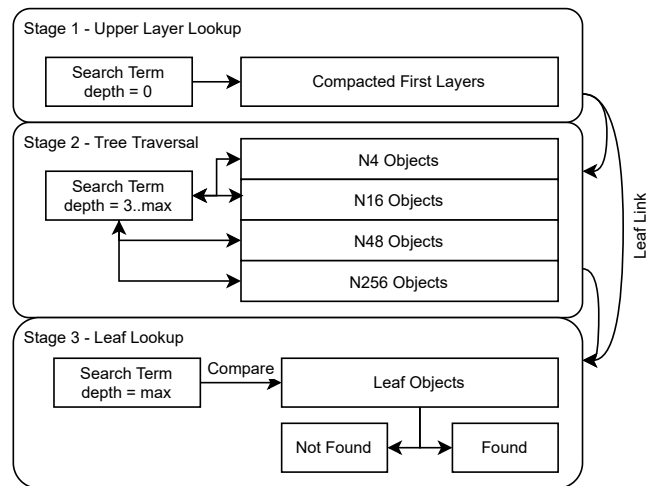 Stage 1 - Upper Layer Lookup
Search Term
depth = 0
Compacted First Layers
Stage 2 - Tree Traversal
Search Term
depth = 3..max
N4 Objects
N16 Objects
N48 Objects
N256 Objects
Leaf Link
Stage 3 - Leaf Lookup
Search Term
depth = max
Compare
Leaf Objects
Not Found
Found